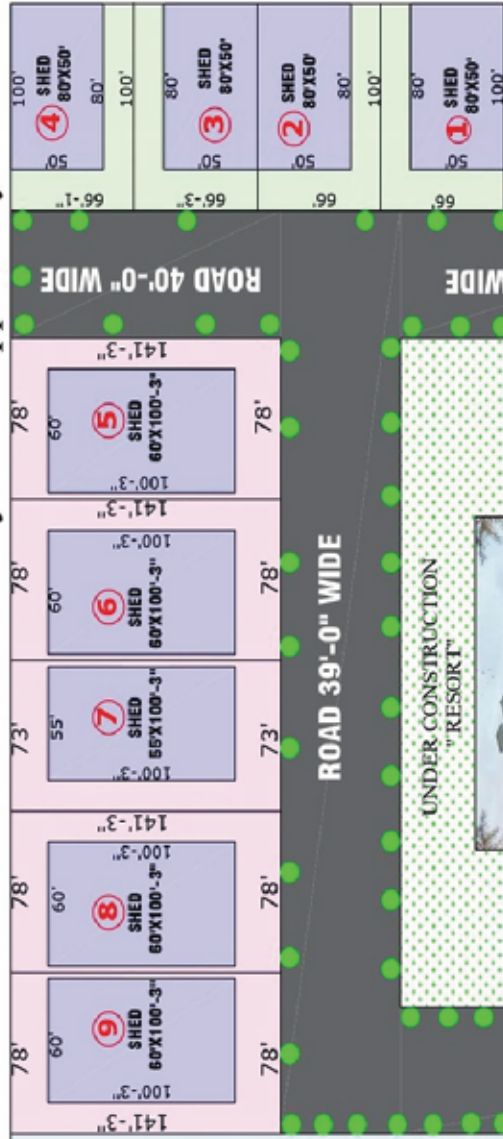 100'
4
SHED
80'X50'
80'
50'
66'-1"
100'
80'
3
SHED
80'X50'
50'
66'-3"
2
SHED
80'X50'
80'
50'
66'
100'
80'
1
SHED
80'X50'
100'
50'
66'
ROAD 40'-0" WIDE
WIDE
141'-3"
78'
60'
5
SHED
60'X100'-3"
100'-3"
78'
141'-3"
78'
60'
6
SHED
60'X100'-3"
100'-3"
78'
73'
55'
7
SHED
55'X100'-3"
100'-3"
73'
141'-3"
78'
60'
8
SHED
60'X100'-3"
100'-3"
78'
78'
60'
9
SHED
60'X100'-3"
100'-3"
78'
141'-3"
ROAD 39'-0" WIDE
UNDER CONSTRUCTION
"RESORT"